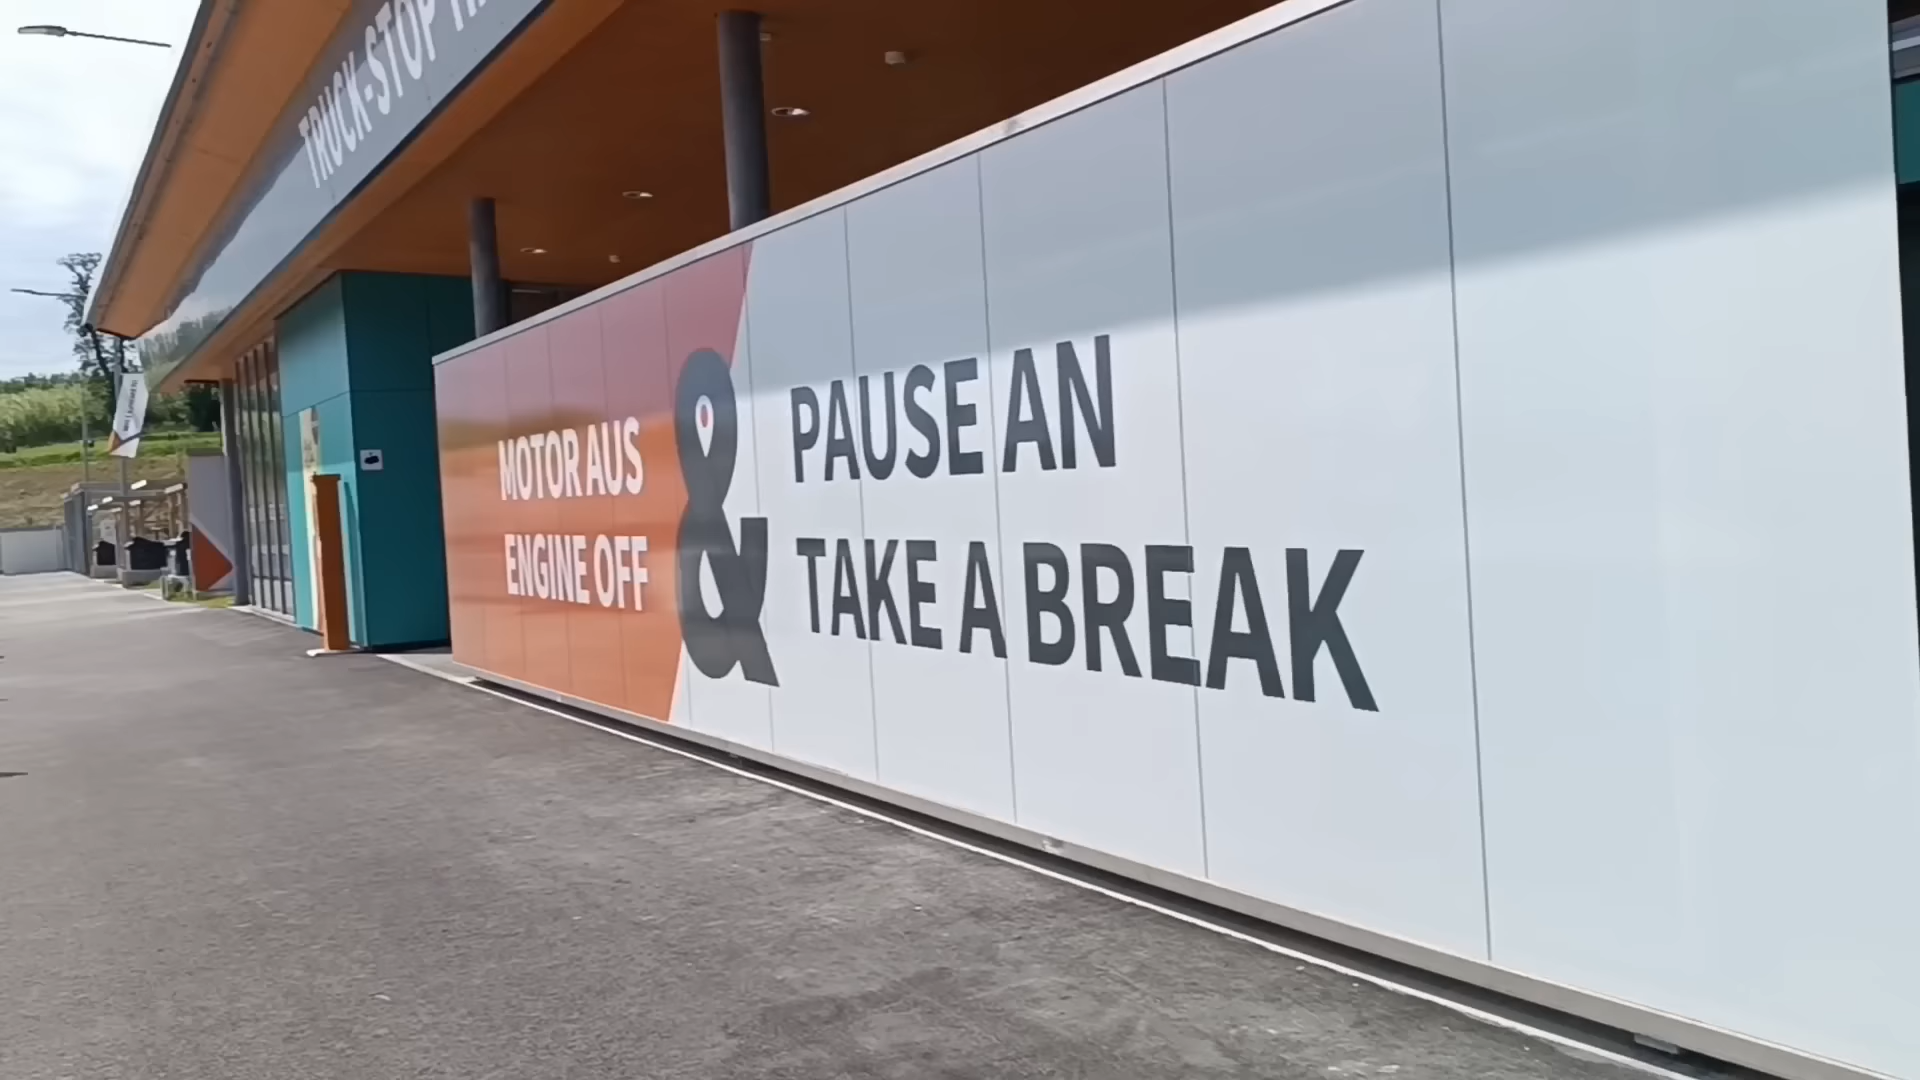 TRUCK-STOP
MOTOR AUS
ENGINE OFF
&
PAUSE AN
TAKE A BREAK